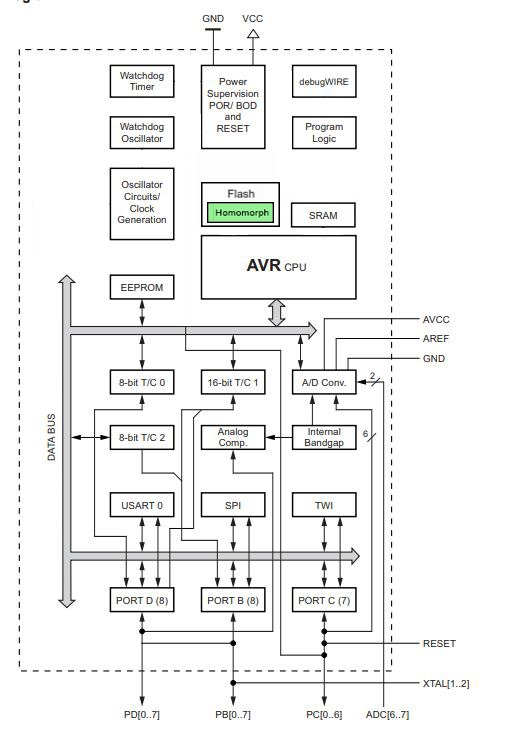 GND
VCC
Watchdog
Timer
Power
Supervision
POR/ BOD
and
RESET
debugWIRE
Watchdog
Oscillator
Program
Logic
Oscillator
Circuits/
Clock
Generation
Flash
Homomorph
SRAM
AVR CPU
EEPROM
AVCC
AREF
GND
8-bit T/C 0
16-bit T/C 1
A/D Conv.
2
DATA BUS
8-bit T/C 2
Analog
Comp.
Internal
Bandgap
6
USART 0
SPI
TWI
PORT D (8)
PORT B (8)
PORT C (7)
RESET
XTAL[1..2]
PD[0..7]
PB[0..7]
PC[0..6]
ADC[6..7]